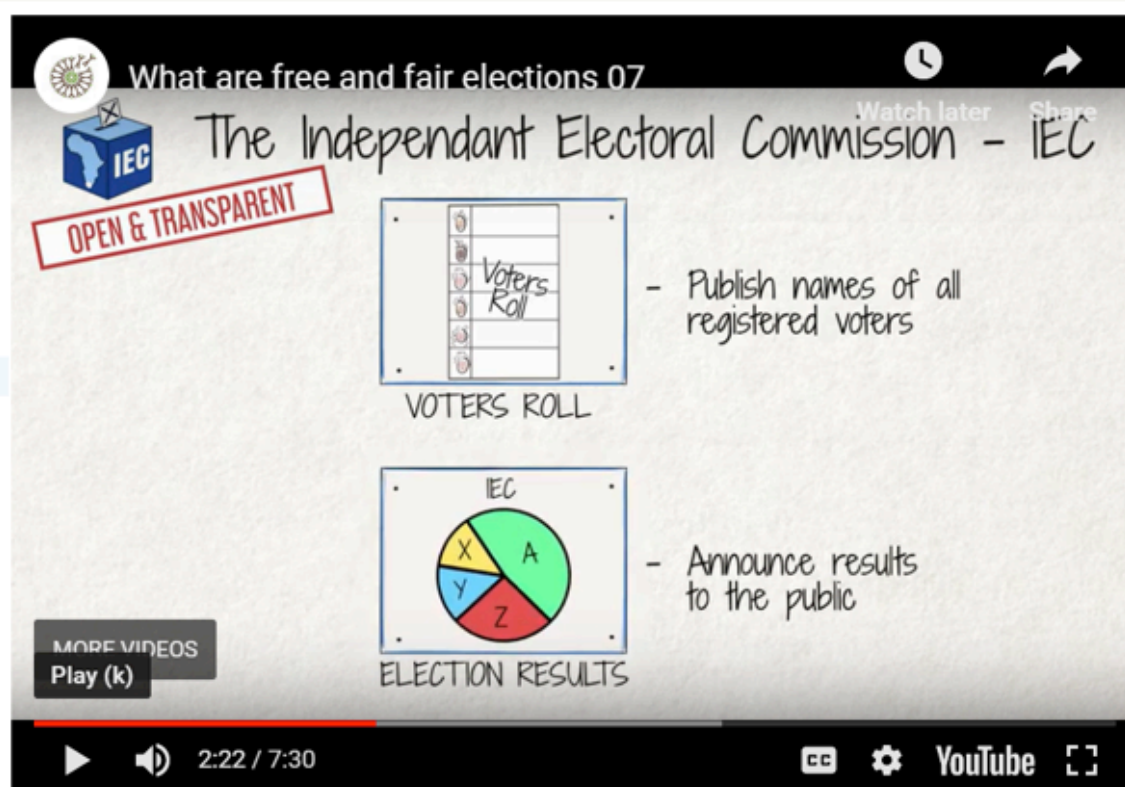 What are free and fair elections 07
Watch later Share
The Independant Electoral Commission - IEC
IEC
OPEN & TRANSPARENT
Voters
Roll
- Publish names of all
registered voters
VOTERS ROLL
IEC
X
A
Y
Z
- Announce results
to the public
ELECTION RESULTS
MORE VIDEOS
Play (k)
2:22 / 7:30
CC
YouTube